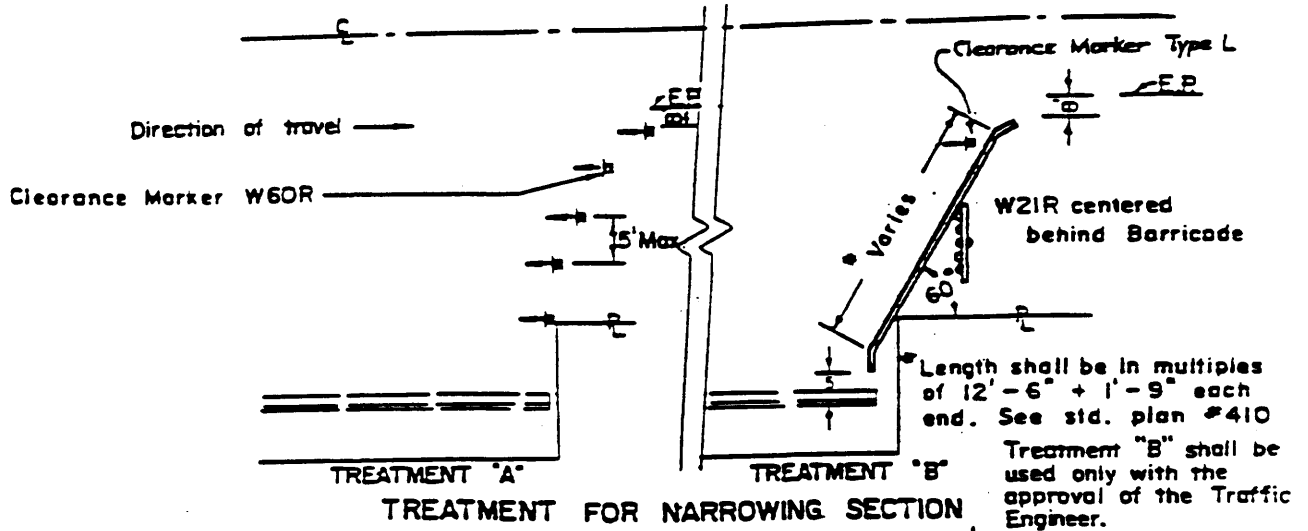 ℄
Clearance Marker Type L
E.P.
E.P.
8'
8'
Direction of travel
Clearance Marker W60R
5' Max
* Varies
W21R centered
behind Barricade
60°
5'
Length shall be in multiples
of 12'-6" + 1'-9" each
end. See std. plan #410
TREATMENT "A"
TREATMENT "B"
Treatment "B" shall be
used only with the
approval of the Traffic
Engineer.
TREATMENT FOR NARROWING SECTION